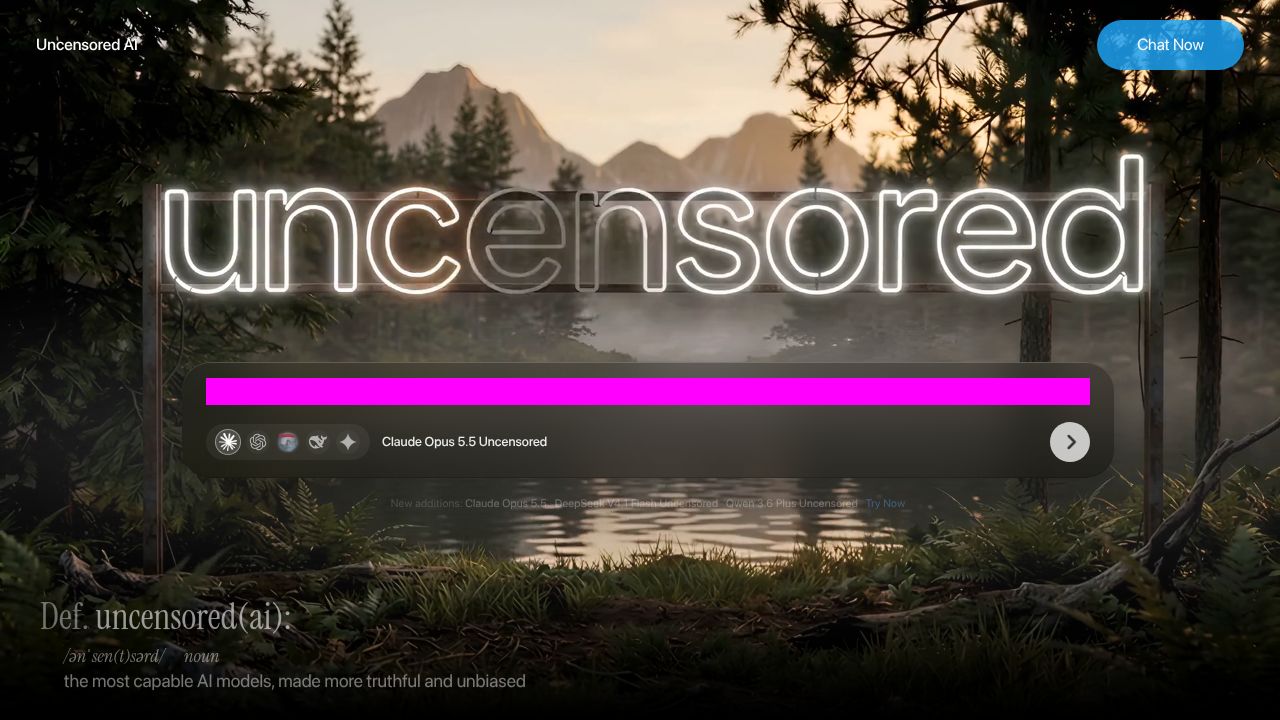 Uncensored AI
Chat Now
uncensored
Claude Opus 5.5 Uncensored
New additions: Claude Opus 5.5 · DeepSeek V4.1 Flash Uncensored · Qwen 3.6 Plus Uncensored Try Now
Def. uncensored(ai):
/ənˈsen(t)sərd/ noun
the most capable AI models, made more truthful and unbiased